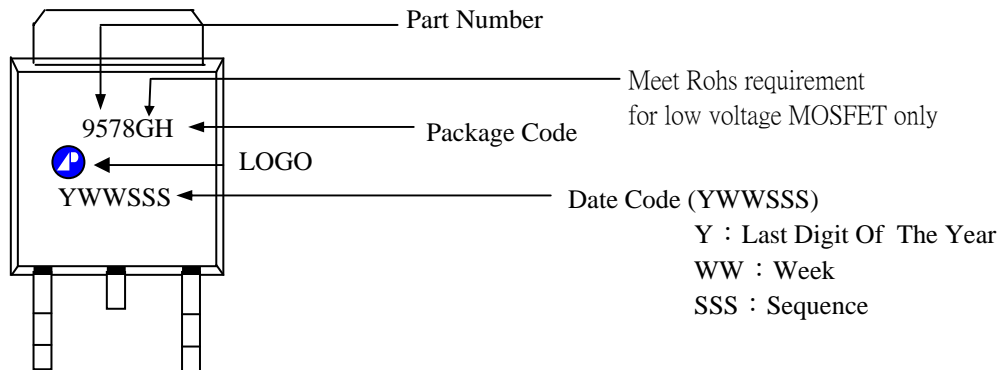 Part Number
Meet Rohs requirement
for low voltage MOSFET only
9578GH
Package Code
LOGO
YWWSSS
Date Code (YWWSSS)
Y：Last Digit Of The Year
WW：Week
SSS：Sequence